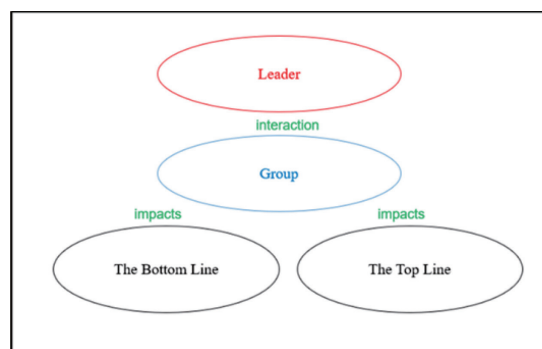 Leader
interaction
Group
impacts impacts
The Bottom Line The Top Line